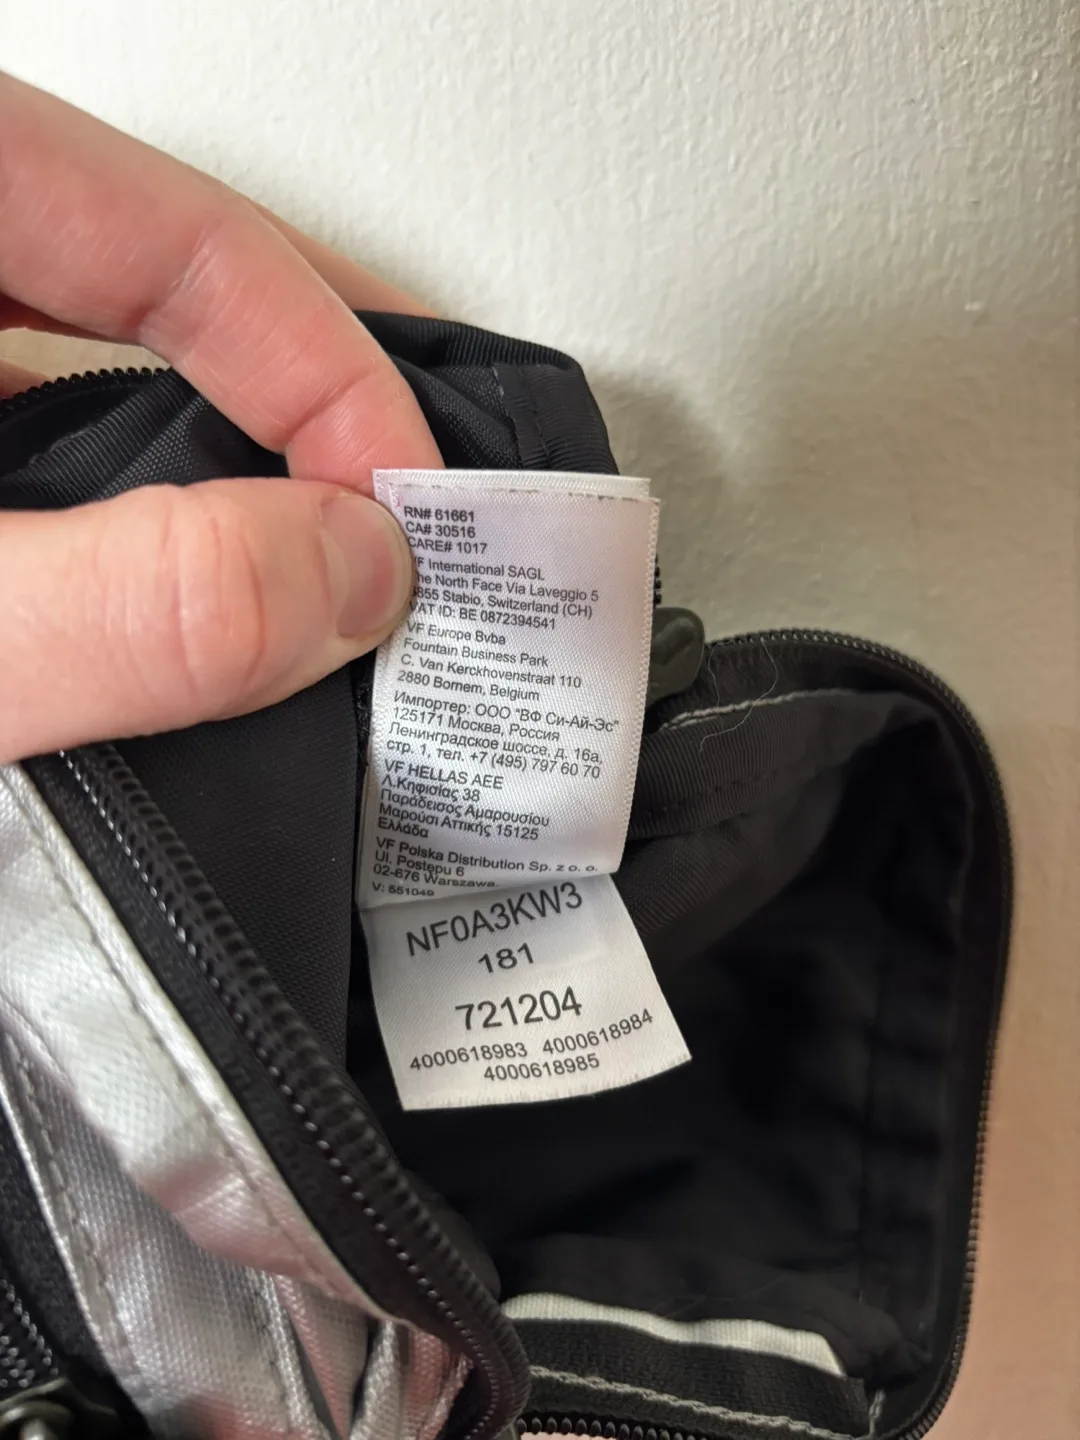 RN# 61661
CA# 30516
CARE# 1017
VF International SAGL
The North Face Via Laveggio 5
6855 Stabio, Switzerland (CH)
VAT ID: BE 0872394541
VF Europe Bvba
Fountain Business Park
C. Van Kerckhovenstraat 110
2880 Bornem, Belgium
Импортер: ООО "ВФ Си-Ай-Эс"
125171 Москва, Россия
Ленинградское шоссе, д. 16а,
стр. 1, тел. +7 (495) 797 60 70
VF HELLAS AEE
Λ.Κηφισίας 38
Παράδεισος Αμαρουσίου
Μαρούσι Αττικής 15125
Ελλάδα
VF Polska Distribution Sp. z o. o.
Ul. Postępu 6
02-676 Warszawa.
V: 551049
NF0A3KW3
181
721204
4000618983 4000618984
4000618985